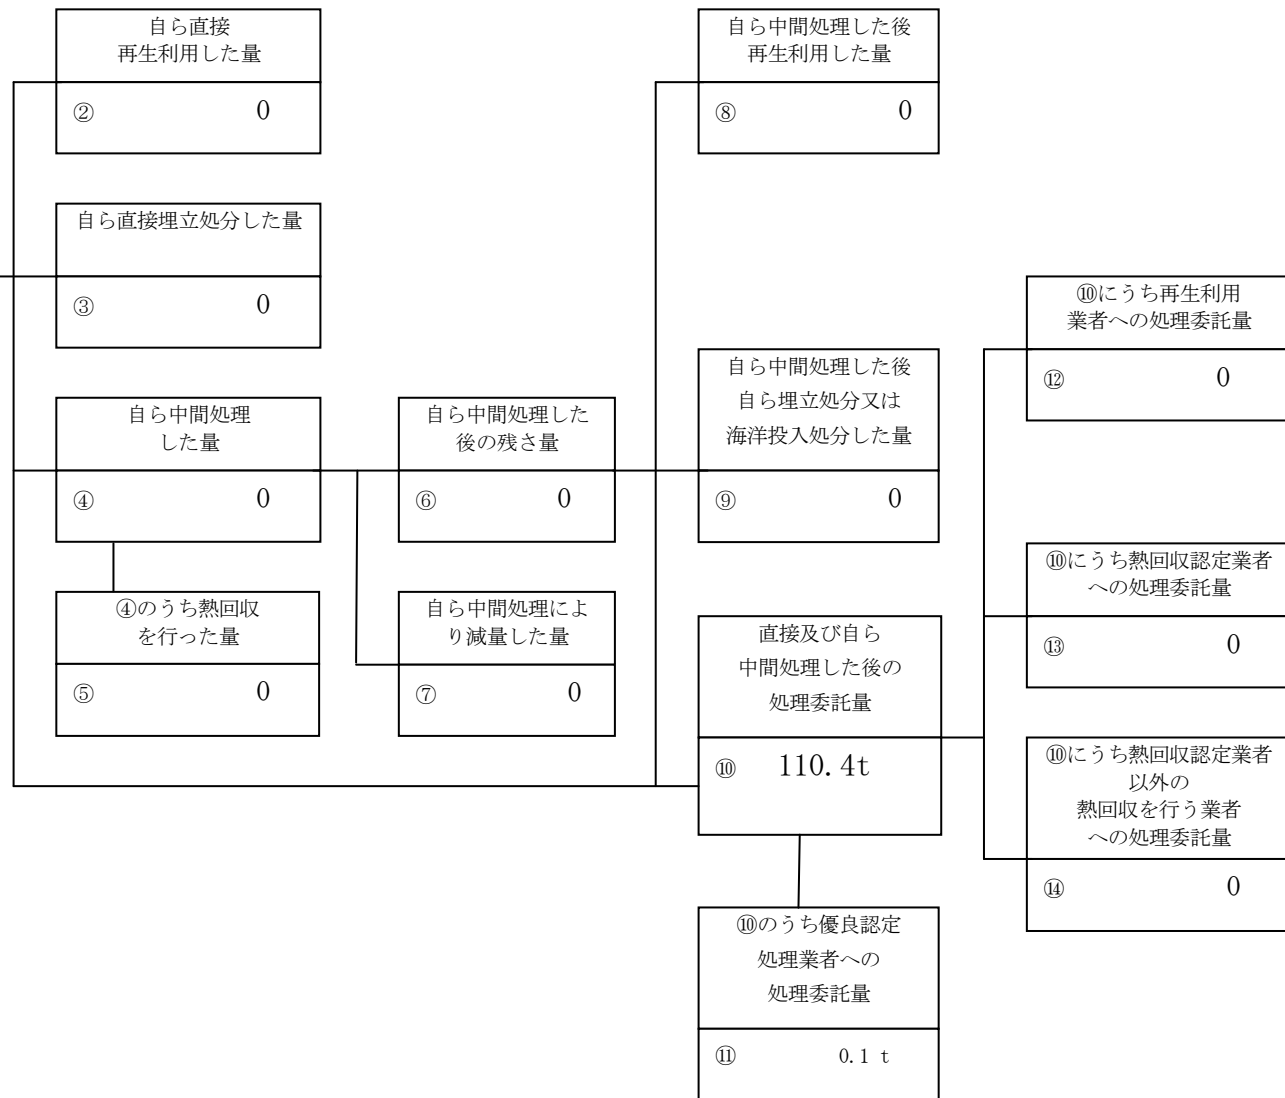 自ら直接
再生利用した量
② 0
自ら直接埋立処分した量
③ 0
自ら中間処理
した量
④ 0
④のうち熱回収
を行った量
⑤ 0
自ら中間処理した
後の残さ量
⑥ 0
自ら中間処理によ
り減量した量
⑦ 0
自ら中間処理した後
再生利用した量
⑧ 0
自ら中間処理した後
自ら埋立処分又は
海洋投入処分した量
⑨ 0
直接及び自ら
中間処理した後の
処理委託量
⑩ 110.4t
⑩のうち優良認定
処理業者への
処理委託量
⑪ 0.1 t
⑩にうち再生利用
業者への処理委託量
⑫ 0
⑩にうち熱回収認定業者
への処理委託量
⑬ 0
⑩にうち熱回収認定業者
以外の
熱回収を行う業者
への処理委託量
⑭ 0